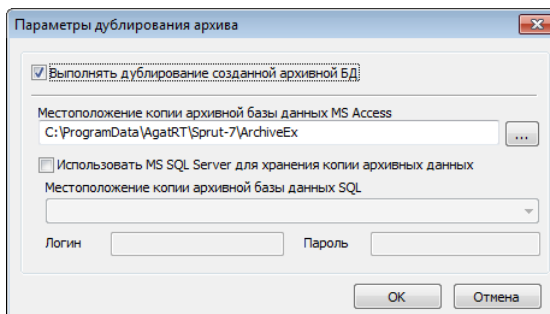 Параметры дублирования архива
Выполнять дублирование созданной архивной БД
Местоположение копии архивной базы данных MS Access
C:\ProgramData\AgatRT\Sprut-7\ArchiveEx
...
Использовать MS SQL Server для хранения копии архивных данных
Местоположение копии архивной базы данных SQL
Логин Пароль
OK Отмена